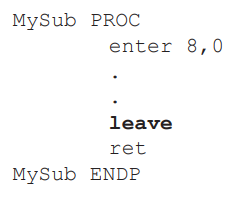 MySub PROC
enter 8,0
.
.
leave
ret
MySub ENDP